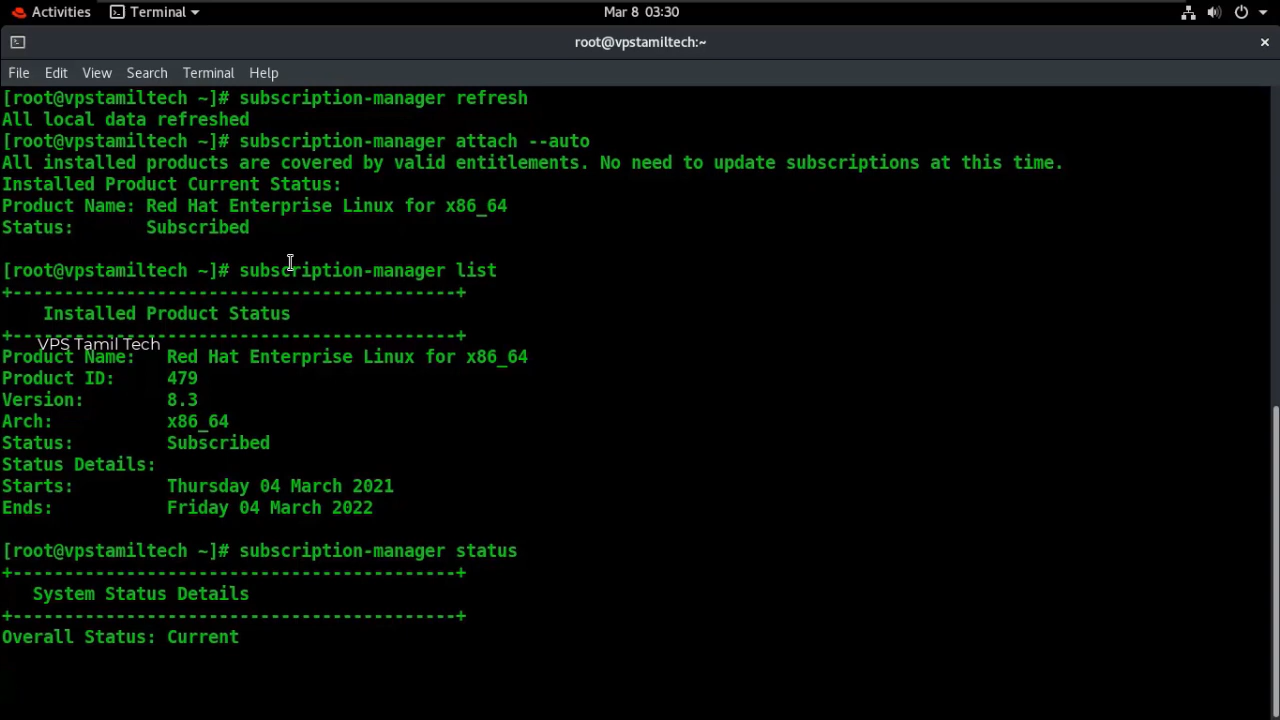 Activities Terminal Mar 8 03:30
root@vpstamiltech:~
File Edit View Search Terminal Help
[root@vpstamiltech ~]# subscription-manager refresh
All local data refreshed
[root@vpstamiltech ~]# subscription-manager attach --auto
All installed products are covered by valid entitlements. No need to update subscriptions at this time.
Installed Product Current Status:
Product Name: Red Hat Enterprise Linux for x86_64
Status:       Subscribed

[root@vpstamiltech ~]# subscription-manager list
+-------------------------------------------+
    Installed Product Status
+-------------------------------------------+
VPS Tamil Tech
Product Name:   Red Hat Enterprise Linux for x86_64
Product ID:     479
Version:        8.3
Arch:           x86_64
Status:         Subscribed
Status Details:
Starts:         Thursday 04 March 2021
Ends:           Friday 04 March 2022

[root@vpstamiltech ~]# subscription-manager status
+-------------------------------------------+
   System Status Details
+-------------------------------------------+
Overall Status: Current